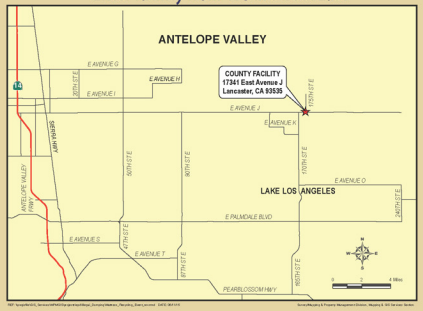 ANTELOPE VALLEY
E AVENUE G
E AVENUE H
30TH ST E
E AVENUE I
14
COUNTY FACILITY
17341 East Avenue J
Lancaster, CA 93535
175TH ST E
E AVENUE J
E AVENUE K
SIERRA HWY
50TH ST E
90TH ST E
170TH ST E
ANTELOPE VALLEY
FRWY
E AVENUE O
LAKE LOS ANGELES
240TH ST E
E PALMDALE BLVD
E AVENUE S
47TH ST E
E AVENUE T
87TH ST E
165TH ST E
PEARBLOSSOM HWY
N
W
E
S
0 2 4 Miles